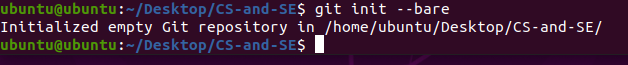 ubuntu@ubuntu:~/Desktop/CS-and-SE$ git init --bare
Initialized empty Git repository in /home/ubuntu/Desktop/CS-and-SE/
ubuntu@ubuntu:~/Desktop/CS-and-SE$